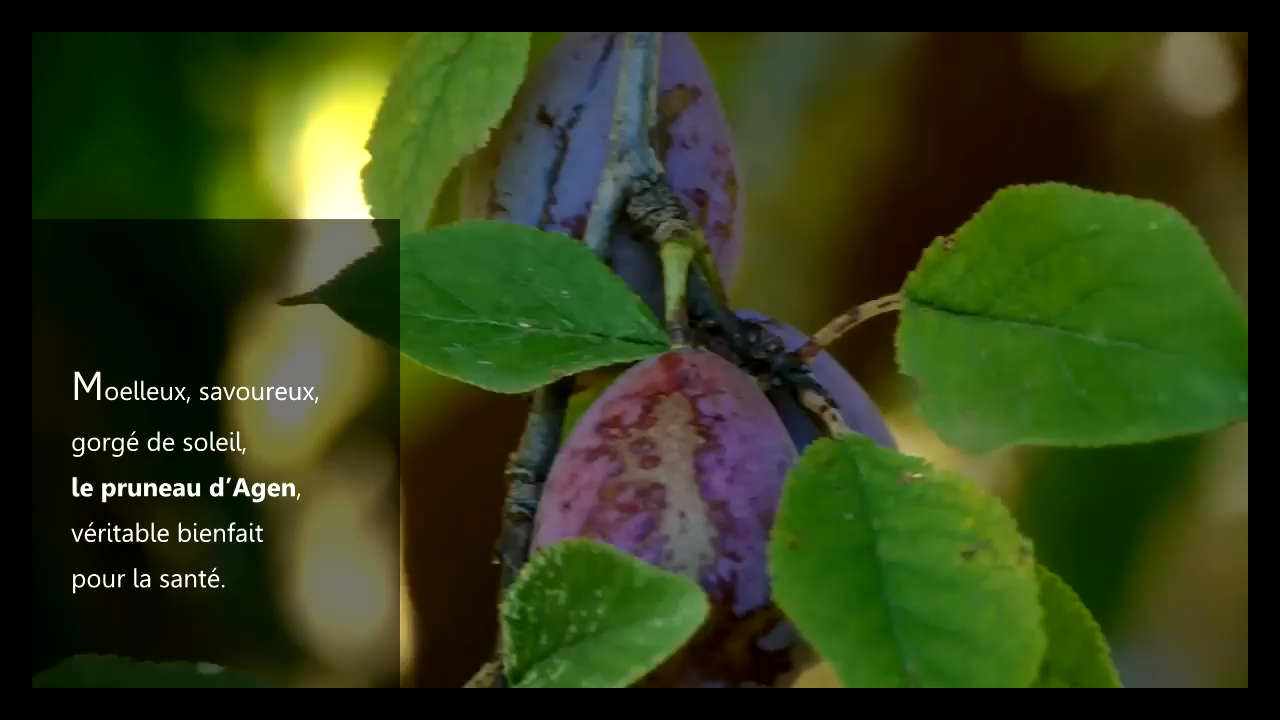 Moelleux, savoureux,
gorgé de soleil,
le pruneau d’Agen,
véritable bienfait
pour la santé.